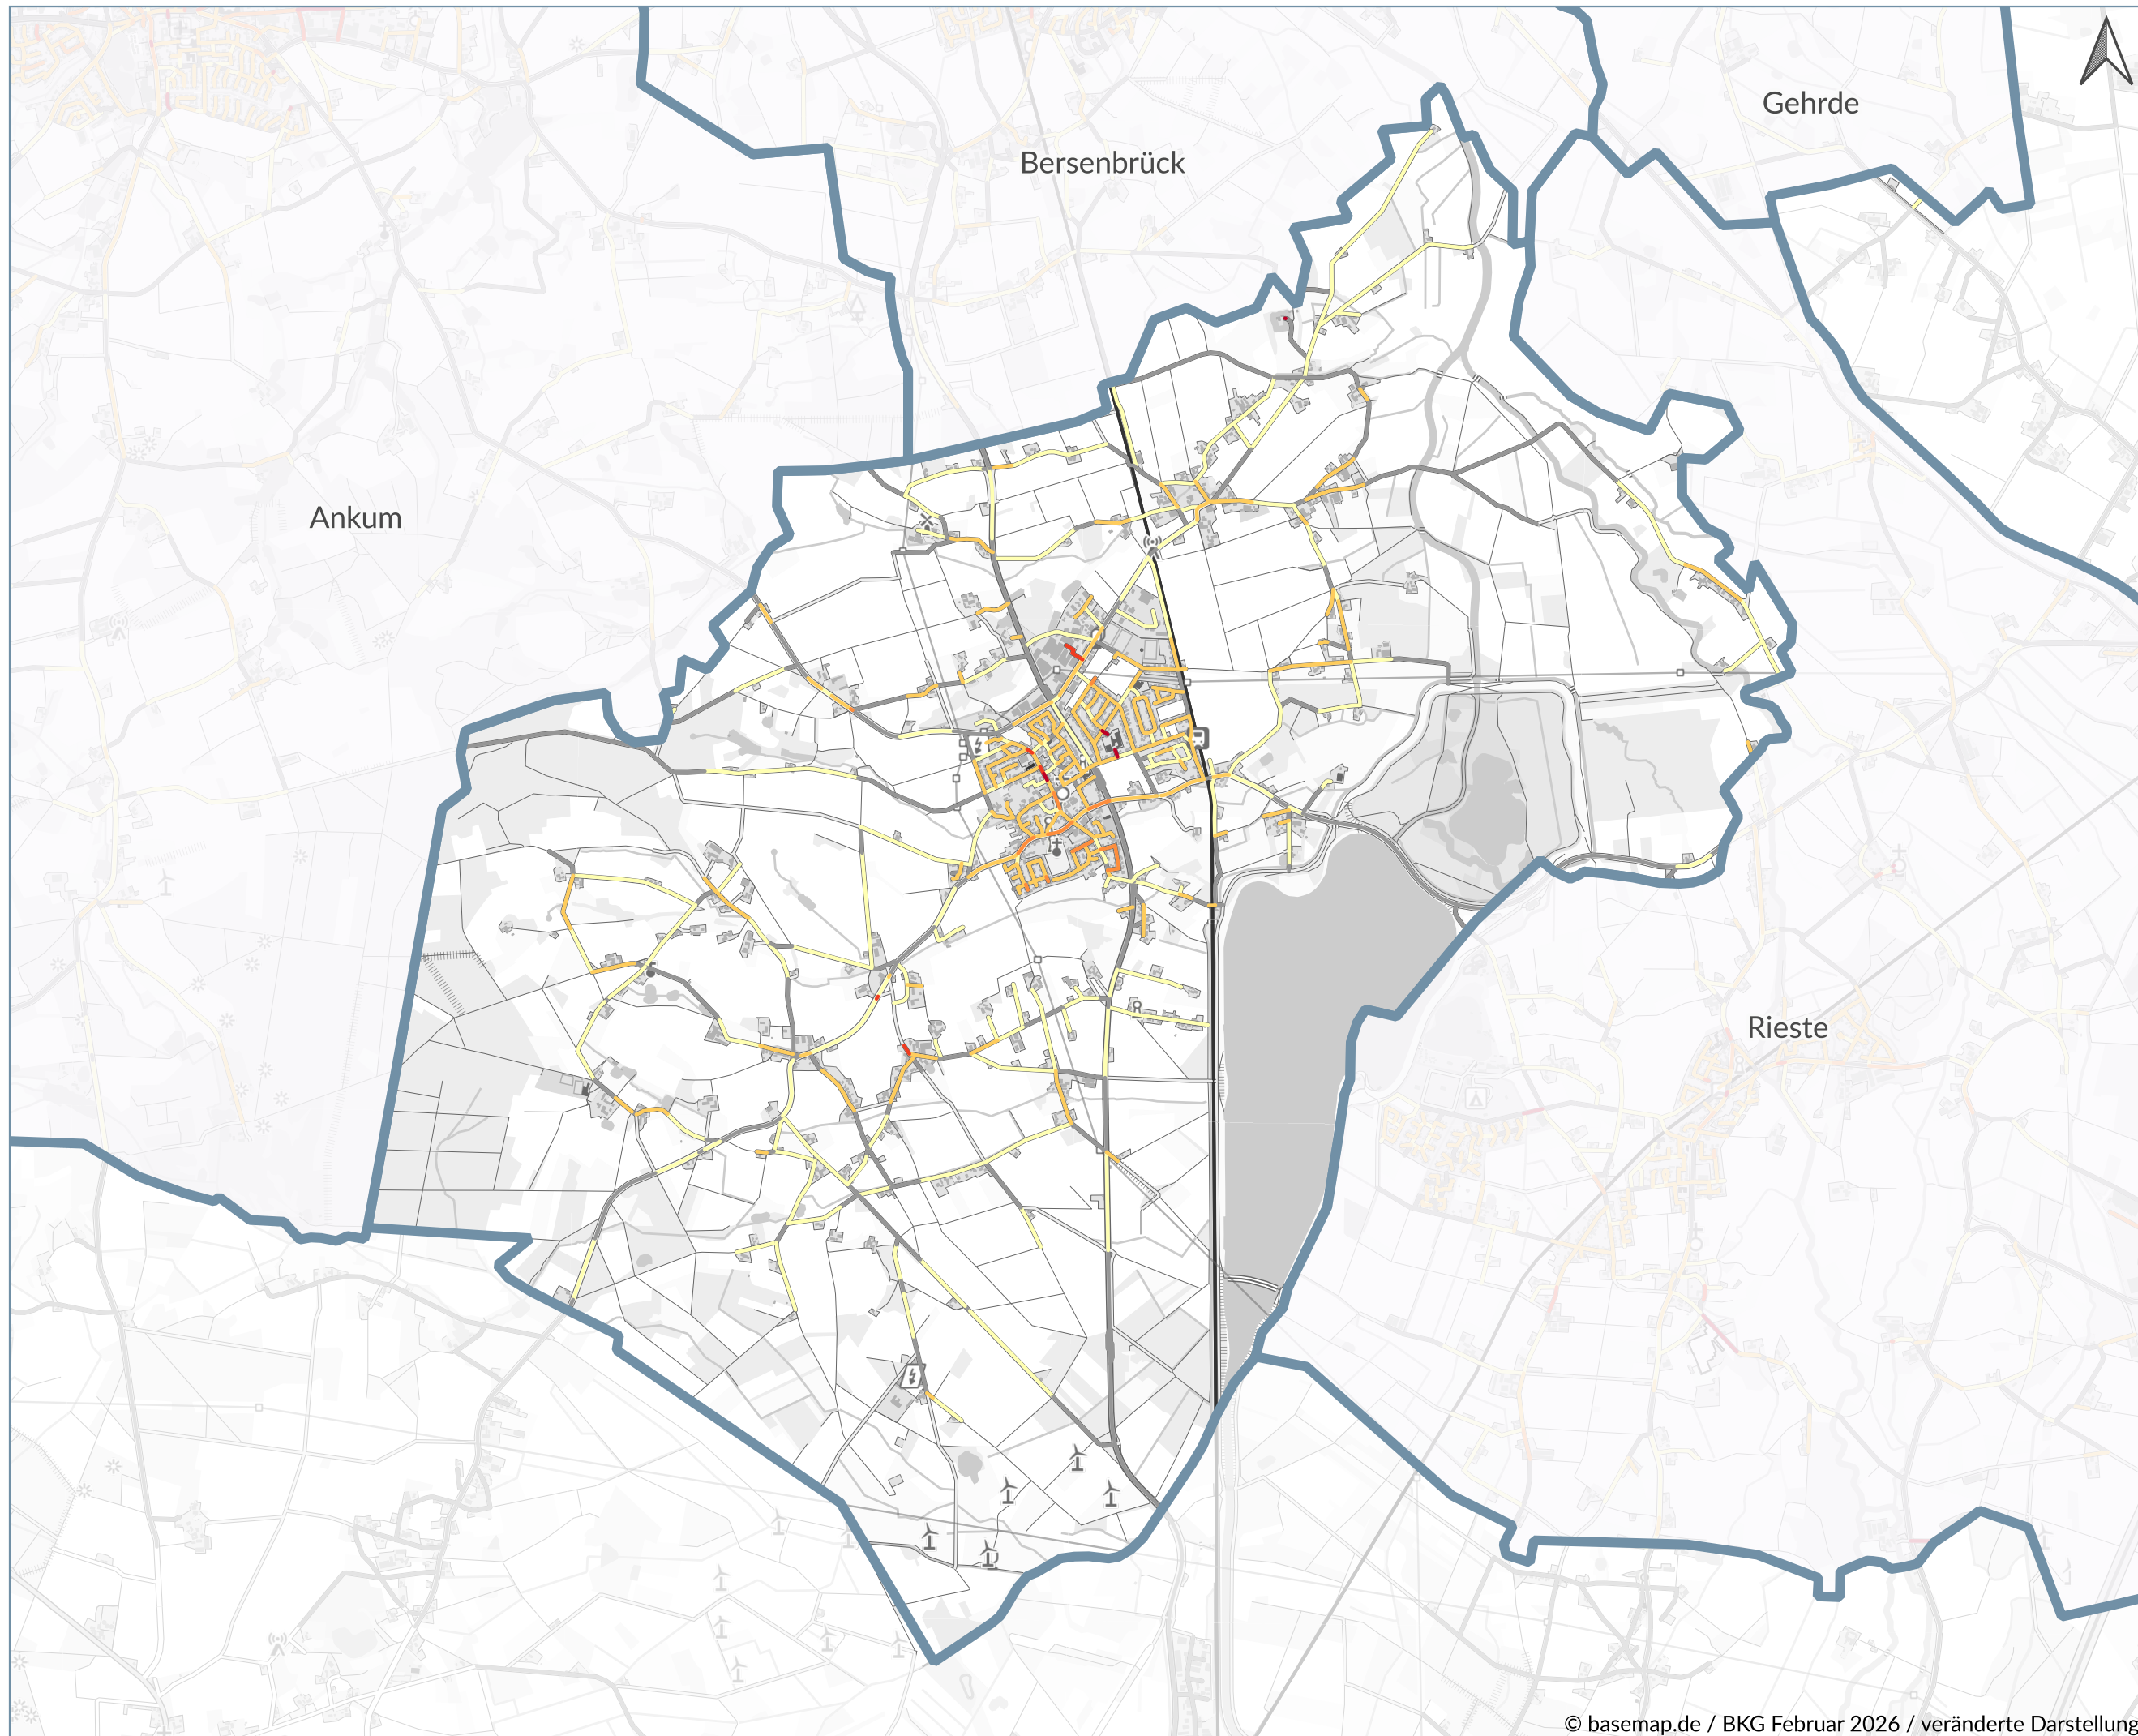 Gehrde
Bersenbrück
Ankum
Rieste
© basemap.de / BKG Februar 2026 / veränderte Darstellung